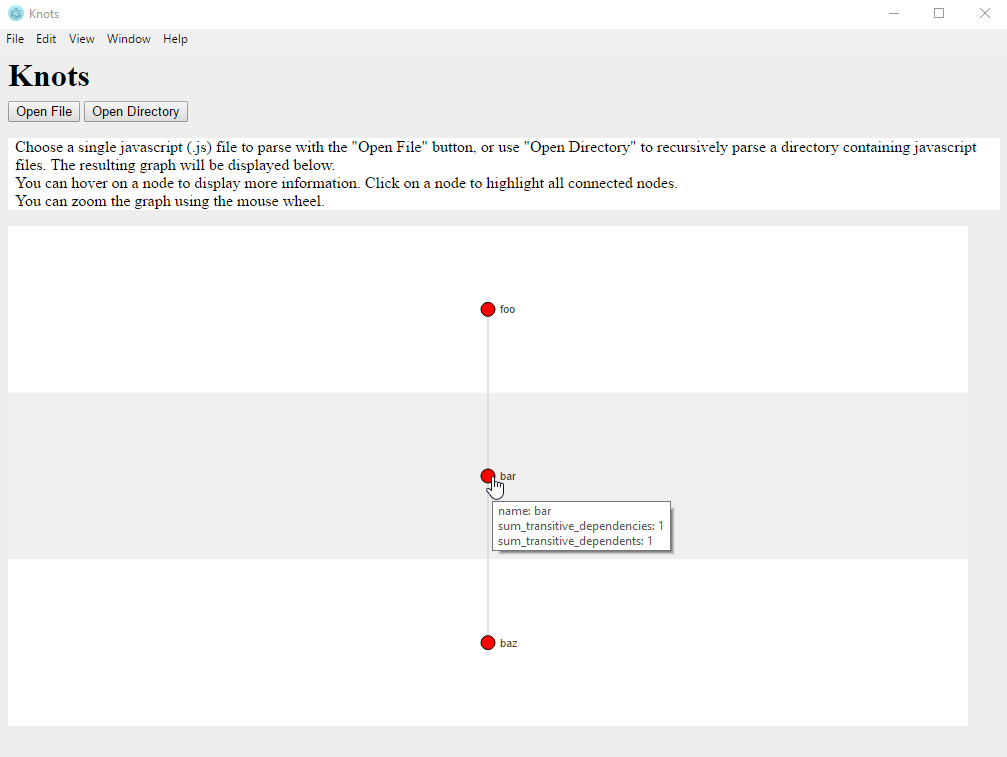 Knots
File Edit View Window Help
Knots
Open File Open Directory
Choose a single javascript (.js) file to parse with the "Open File" button, or use "Open Directory" to recursively parse a directory containing javascript
files. The resulting graph will be displayed below.
You can hover on a node to display more information. Click on a node to highlight all connected nodes.
You can zoom the graph using the mouse wheel.
foo
bar
name: bar
sum_transitive_dependencies: 1
sum_transitive_dependents: 1
baz